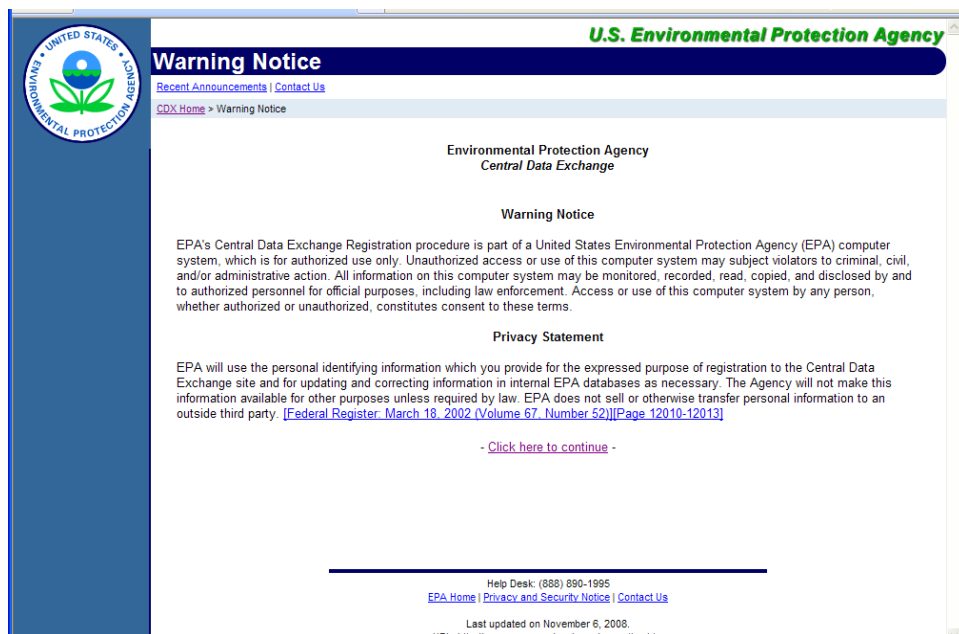 UNITED STATES
ENVIRONMENTAL PROTECTION AGENCY
U.S. Environmental Protection Agency
Warning Notice
Recent Announcements | Contact Us
CDX Home > Warning Notice
Environmental Protection Agency
Central Data Exchange
Warning Notice
EPA's Central Data Exchange Registration procedure is part of a United States Environmental Protection Agency (EPA) computer
system, which is for authorized use only. Unauthorized access or use of this computer system may subject violators to criminal, civil,
and/or administrative action. All information on this computer system may be monitored, recorded, read, copied, and disclosed by and
to authorized personnel for official purposes, including law enforcement. Access or use of this computer system by any person,
whether authorized or unauthorized, constitutes consent to these terms.
Privacy Statement
EPA will use the personal identifying information which you provide for the expressed purpose of registration to the Central Data
Exchange site and for updating and correcting information in internal EPA databases as necessary. The Agency will not make this
information available for other purposes unless required by law. EPA does not sell or otherwise transfer personal information to an
outside third party. [Federal Register: March 18, 2002 (Volume 67, Number 52)][Page 12010-12013]
- Click here to continue -
Help Desk: (888) 890-1995
EPA Home | Privacy and Security Notice | Contact Us
Last updated on November 6, 2008.